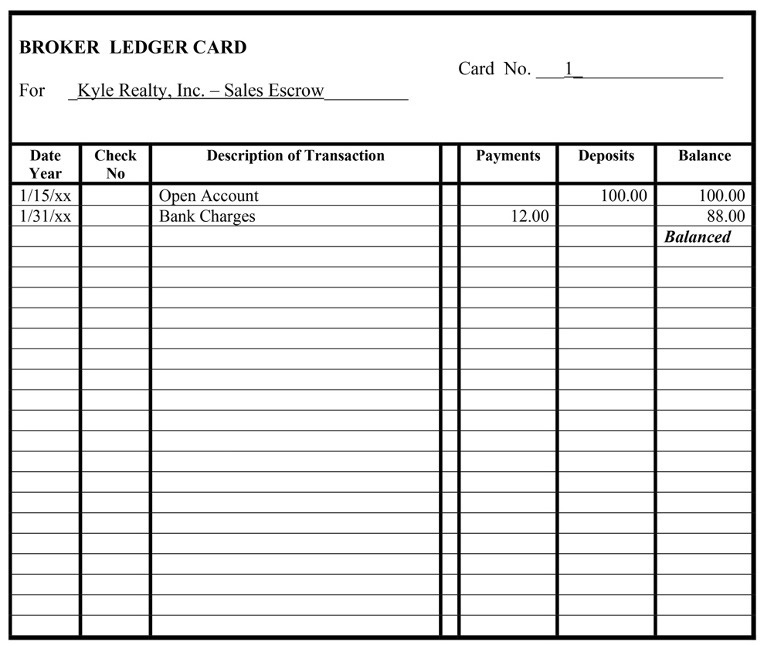 BROKER LEDGER CARD
Card No. ___1_
For _Kyle Realty, Inc. – Sales Escrow
Date Year Check No Description of Transaction Payments Deposits Balance
1/15/xx Open Account 100.00 100.00
1/31/xx Bank Charges 12.00 88.00
Balanced